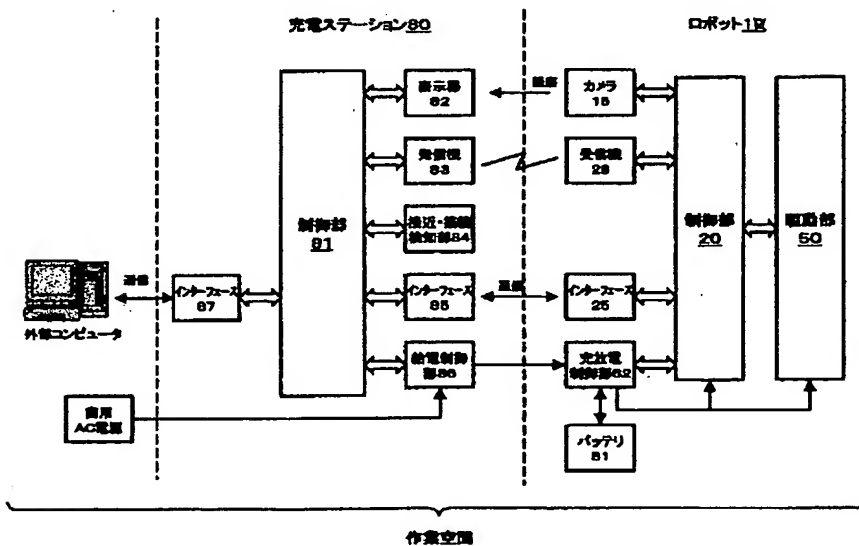 充電ステーション80
ロボット1
表示器
82
カメラ
15
発信機
83
受信機
制御部
81
接近・接続
検知部84
制御部
20
駆動部
50
通信
インターフェース
87
インターフェース
85
通信
インターフェース
25
外部コンピュータ
給電制御
部86
充放電
制御部62
商用
AC電源
バッテリ
作業空間